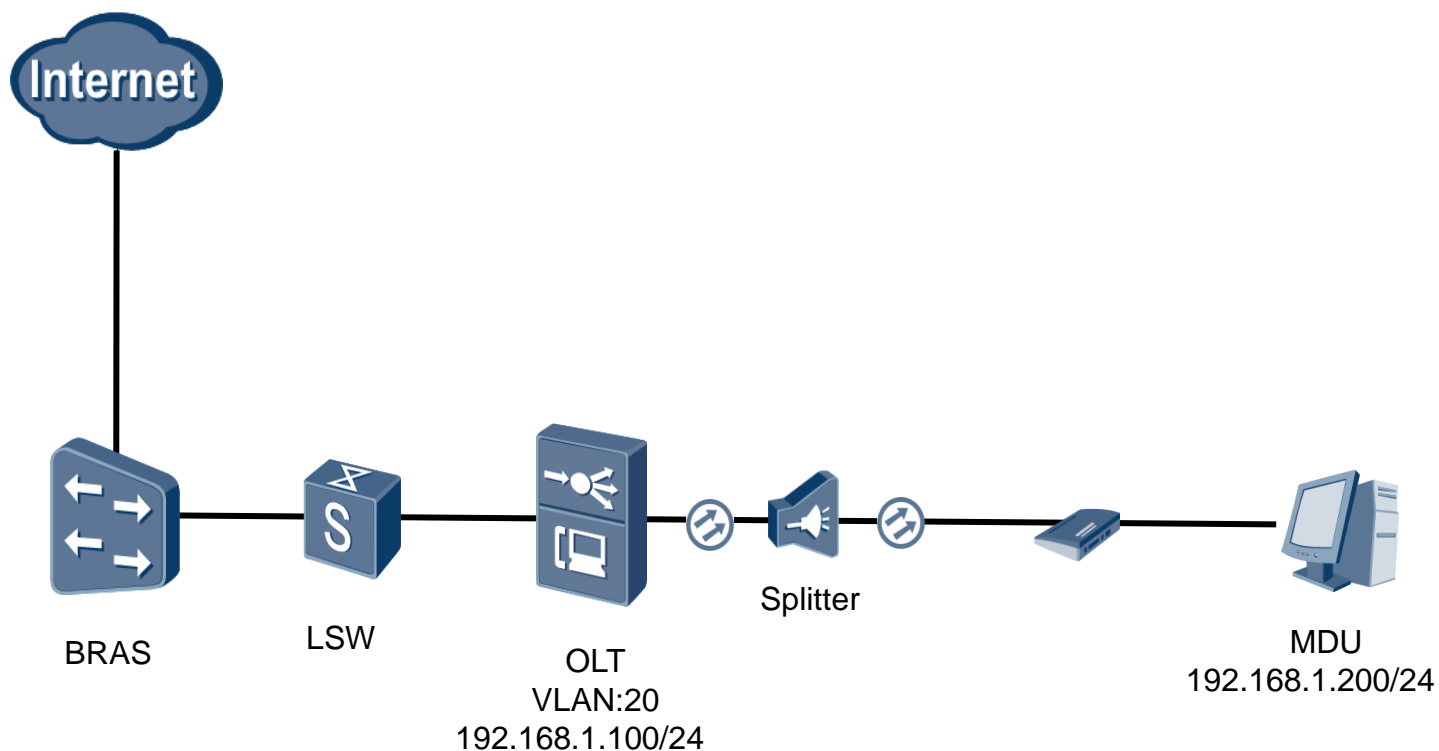 Internet
BRAS
LSW
S
OLT
VLAN:20
192.168.1.100/24
Splitter
MDU
192.168.1.200/24